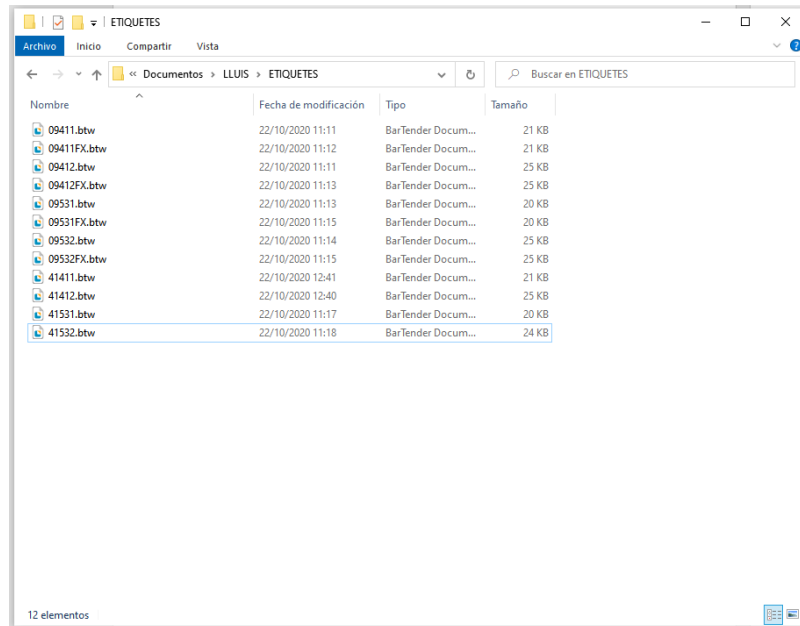 ETIQUETES
Archivo Inicio Compartir Vista
« Documentos > LLUIS > ETIQUETES Buscar en ETIQUETES
Nombre Fecha de modificación Tipo Tamaño
09411.btw 22/10/2020 11:11 BarTender Docum... 21 KB
09411FX.btw 22/10/2020 11:12 BarTender Docum... 21 KB
09412.btw 22/10/2020 11:11 BarTender Docum... 25 KB
09412FX.btw 22/10/2020 11:13 BarTender Docum... 25 KB
09531.btw 22/10/2020 11:13 BarTender Docum... 20 KB
09531FX.btw 22/10/2020 11:15 BarTender Docum... 20 KB
09532.btw 22/10/2020 11:14 BarTender Docum... 25 KB
09532FX.btw 22/10/2020 11:15 BarTender Docum... 25 KB
41411.btw 22/10/2020 12:41 BarTender Docum... 21 KB
41412.btw 22/10/2020 12:40 BarTender Docum... 25 KB
41531.btw 22/10/2020 11:17 BarTender Docum... 20 KB
41532.btw 22/10/2020 11:18 BarTender Docum... 24 KB
12 elementos